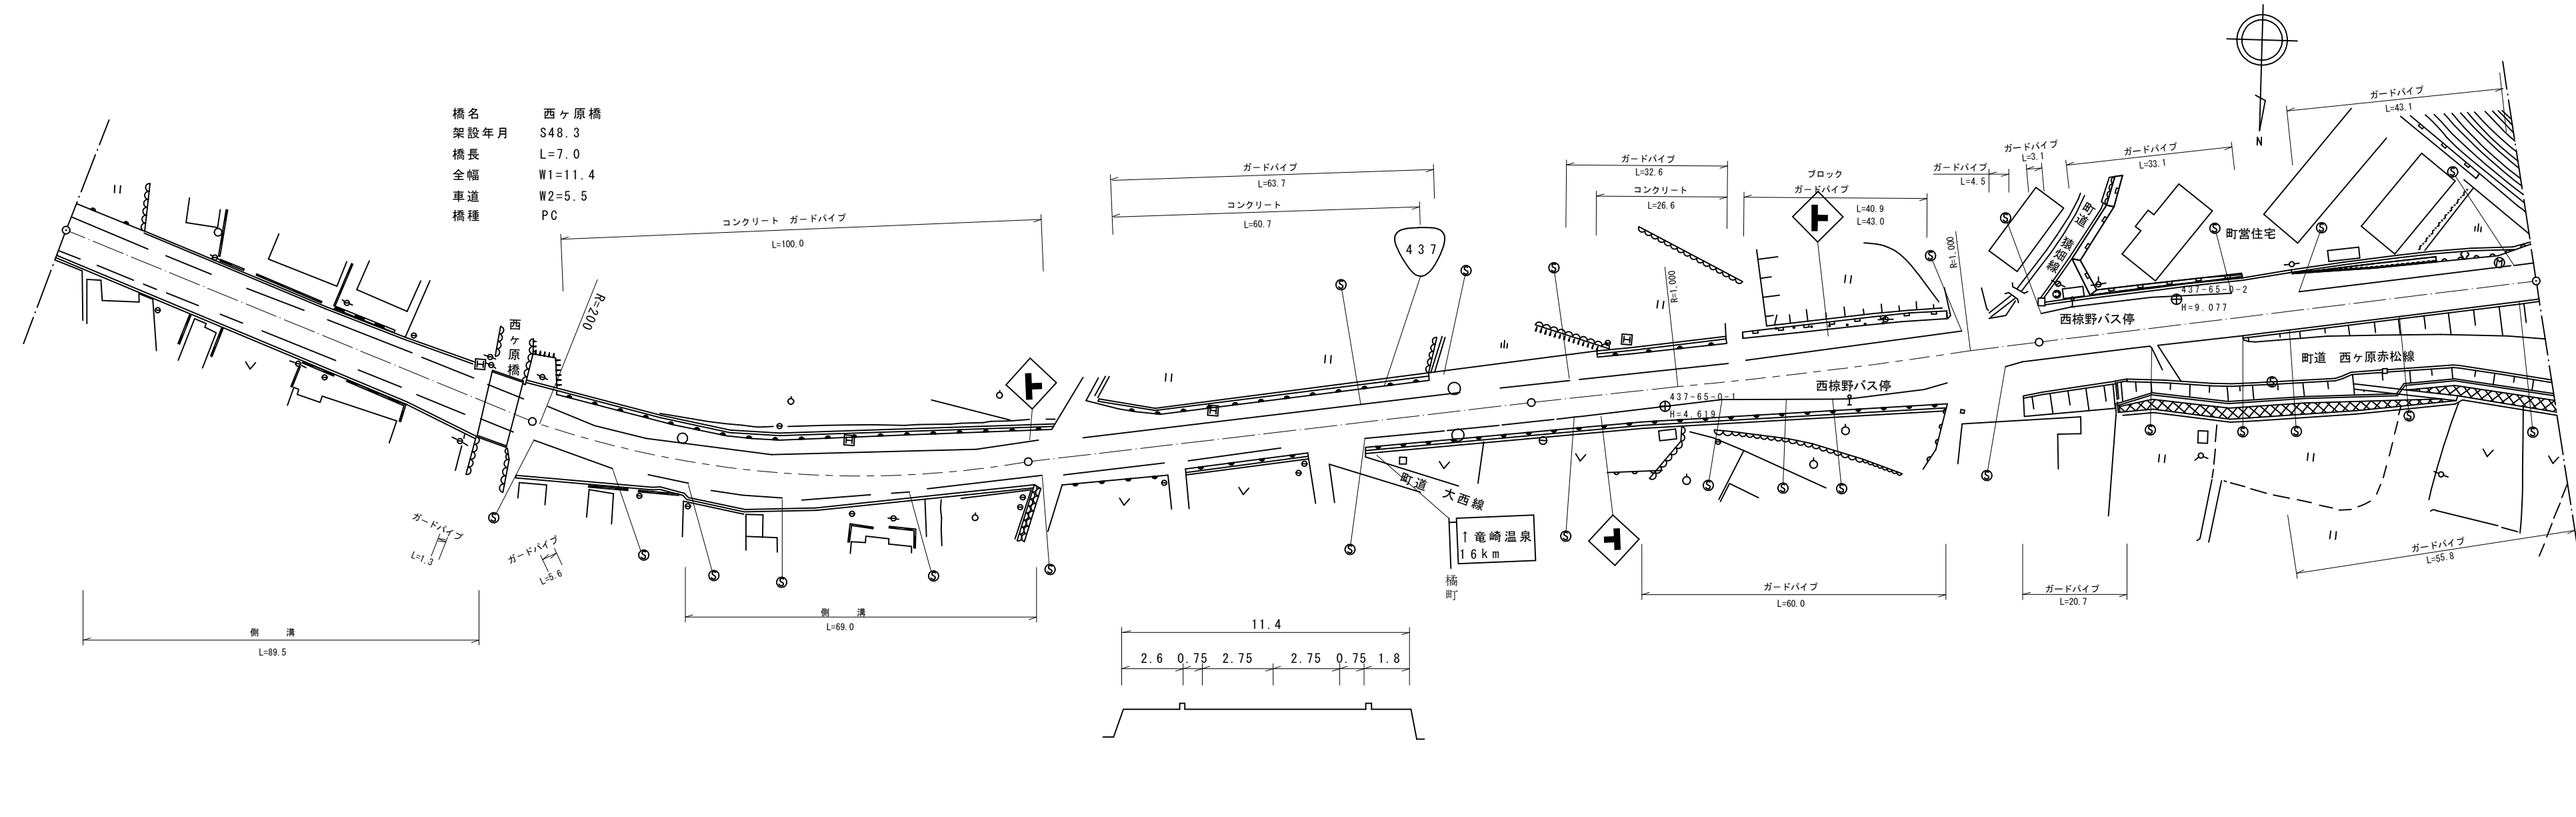 橋名 西ヶ原橋
架設年月 S48.3
橋長 L=7.0
全幅 W1=11.4
車道 W2=5.5
橋種 PC
コンクリート ガードパイプ
L=100.0
R=200
西ヶ原橋
ガードパイプ
L=1.3
ガードパイプ
L=5.6
側 溝
L=89.5
側 溝
L=69.0
ガードパイプ
L=63.7
コンクリート
L=60.7
437
ガードパイプ
L=32.6
コンクリート
L=26.6
R=1.000
ブロック
ガードパイプ
L=40.9
L=43.0
R=1.000
ガードパイプ
L=4.5
ガードパイプ
L=3.1
ガードパイプ
L=33.1
ガードパイプ
L=43.1
N
町道 猿畑線
町営住宅
437-65-0-2
H=9.077
西椋野バス停
町道 西ヶ原赤松線
西椋野バス停
437-65-0-1
H=4.619
町道 大西線
↑竜崎温泉
16km
橘町
ガードパイプ
L=60.0
ガードパイプ
L=20.7
ガードパイプ
L=55.8
11.4
2.6 0.75 2.75 2.75 0.75 1.8